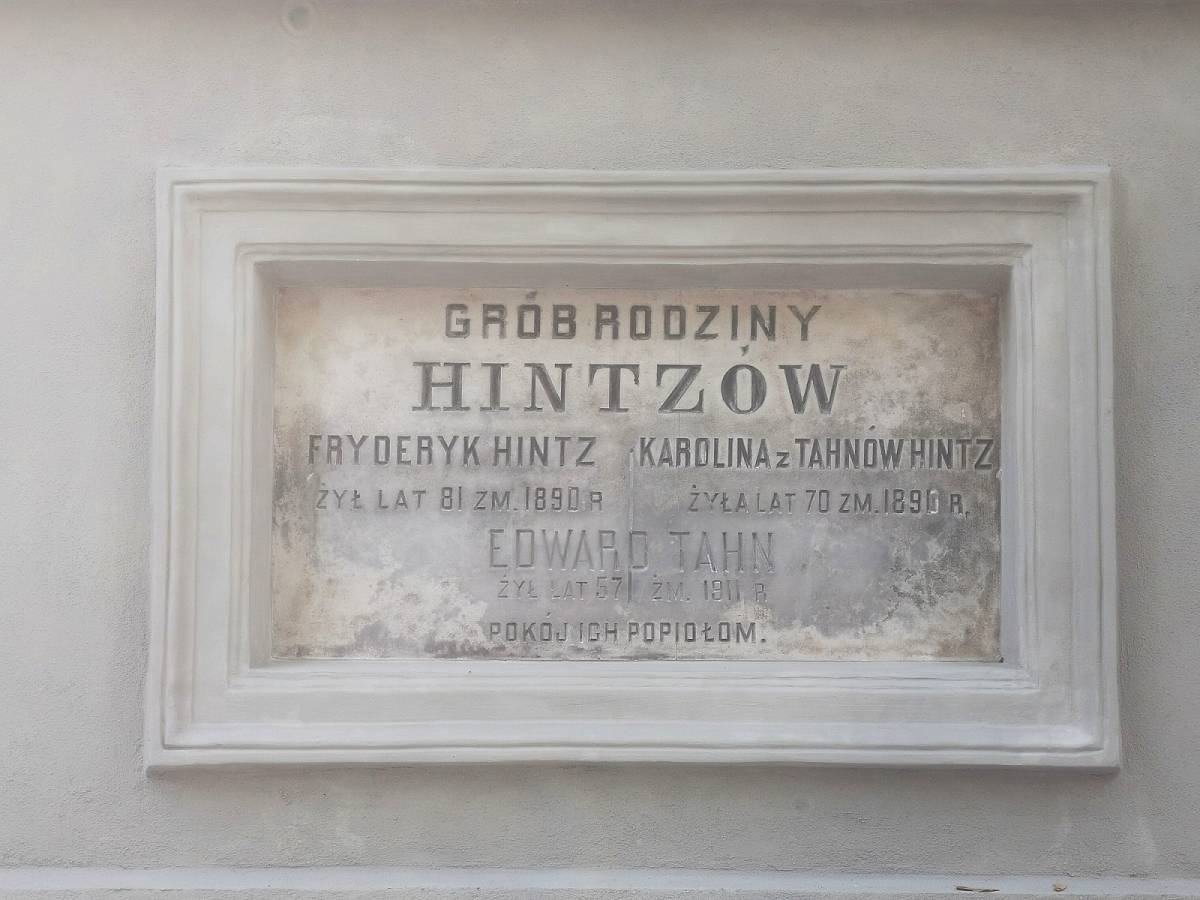 GRÓB RODZINY
HINTZÓW
FRYDERYK HINTZ
ŻYŁ LAT 81 ZM. 1890 R
KAROLINA z TAHNÓW HINTZ
ŻYŁA LAT 70 ZM. 1890 R.
EDWARD TAHN
ŻYŁ LAT 57 ŻM. 1911 R
POKÓJ ICH POPIOŁOM.